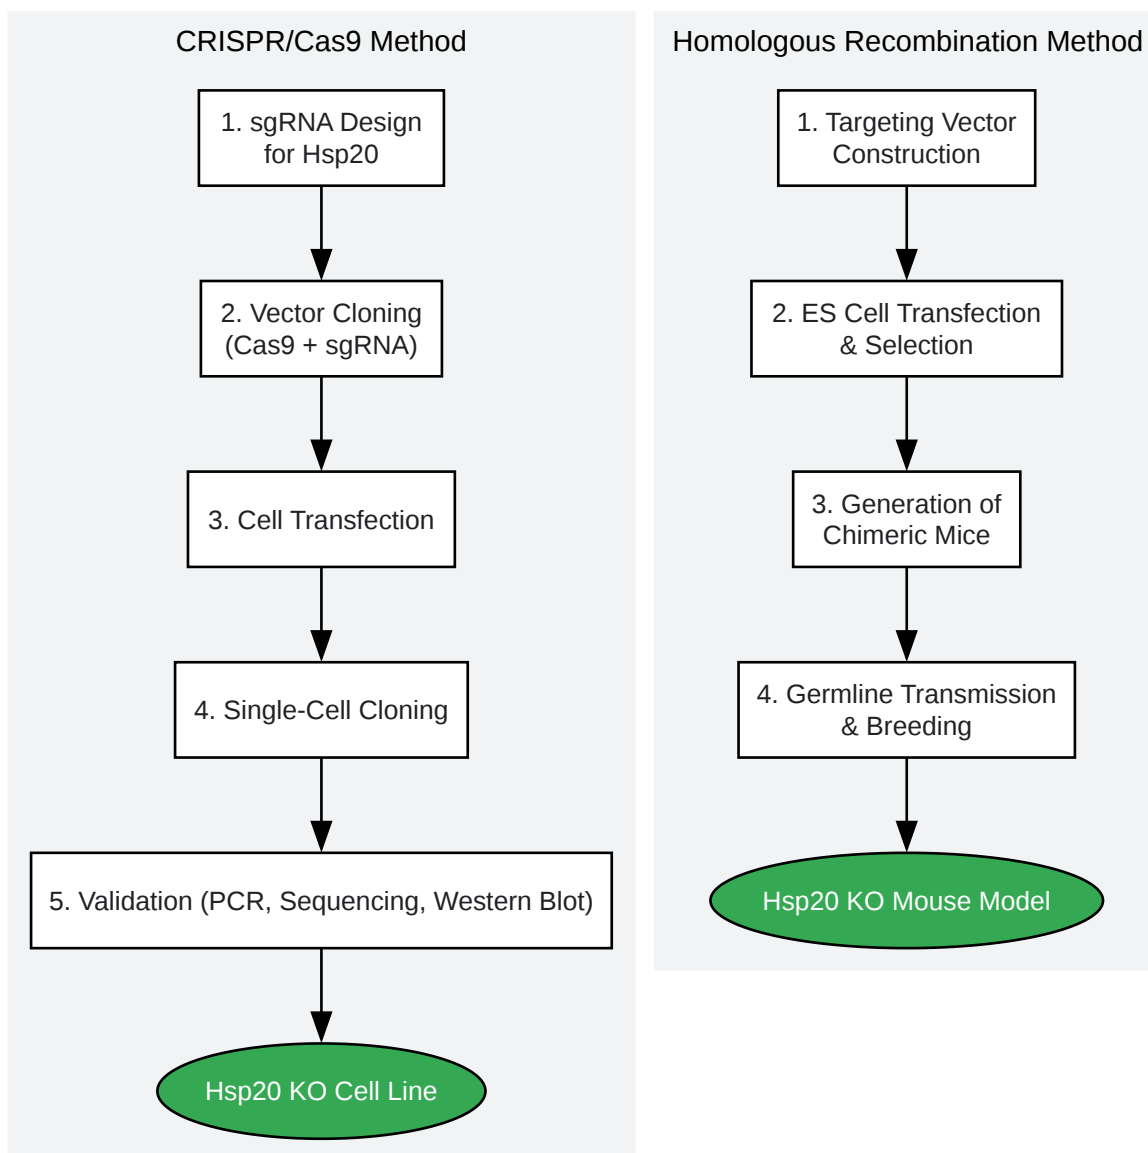 CRISPR/Cas9 Method
1. sgRNA Design
for Hsp20
2. Vector Cloning
(Cas9 + sgRNA)
3. Cell Transfection
4. Single-Cell Cloning
5. Validation (PCR, Sequencing, Western Blot)
Hsp20 KO Cell Line
Homologous Recombination Method
1. Targeting Vector
Construction
2. ES Cell Transfection
& Selection
3. Generation of
Chimeric Mice
4. Germline Transmission
& Breeding
Hsp20 KO Mouse Model